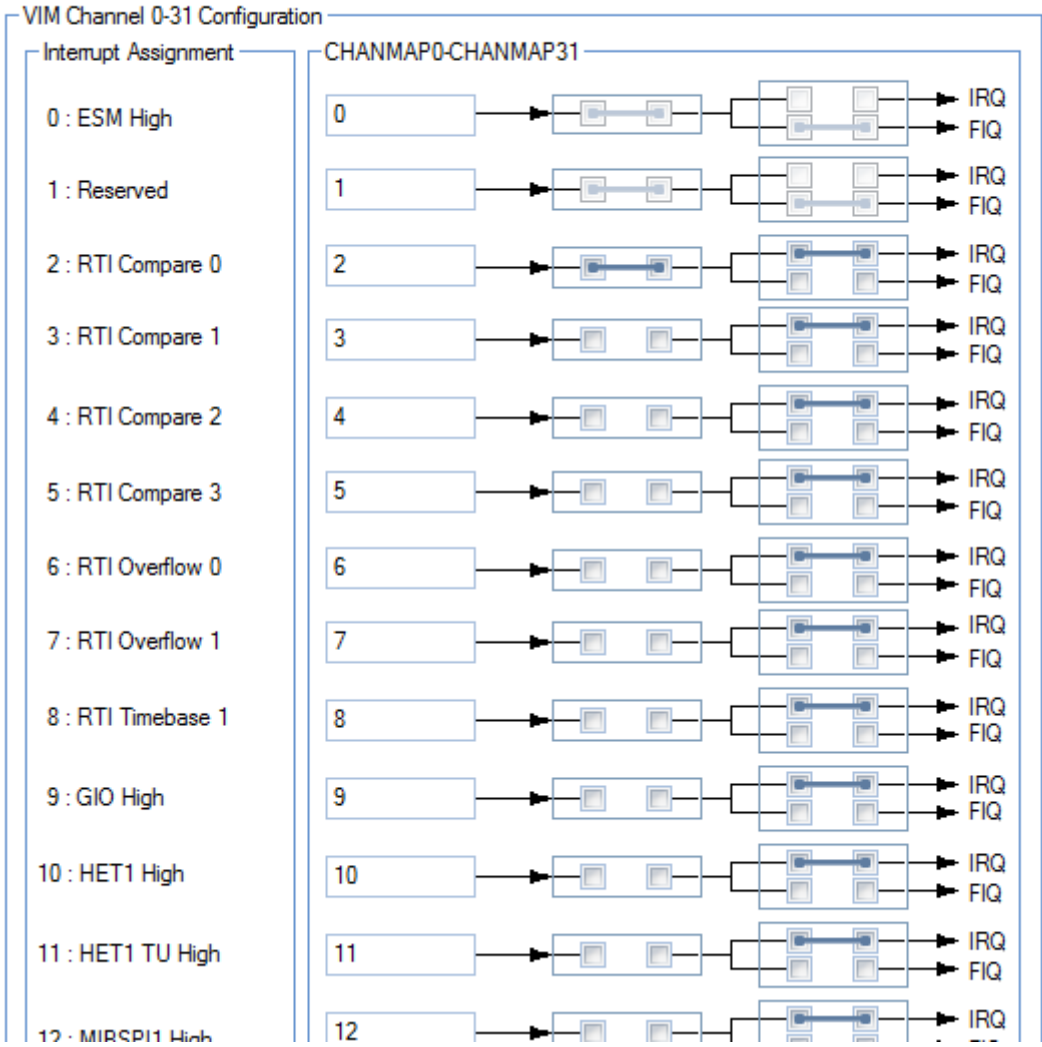 VIM Channel 0-31 Configuration
Interrupt Assignment CHANMAP0-CHANMAP31
0 : ESM High 0 IRQ
FIQ
1 : Reserved 1 IRQ
FIQ
2 : RTI Compare 0 2 IRQ
FIQ
3 : RTI Compare 1 3 IRQ
FIQ
4 : RTI Compare 2 4 IRQ
FIQ
5 : RTI Compare 3 5 IRQ
FIQ
6 : RTI Overflow 0 6 IRQ
FIQ
7 : RTI Overflow 1 7 IRQ
FIQ
8 : RTI Timebase 1 8 IRQ
FIQ
9 : GIO High 9 IRQ
FIQ
10 : HET1 High 10 IRQ
FIQ
11 : HET1 TU High 11 IRQ
FIQ
12 : MIBSPI1 High 12 IRQ